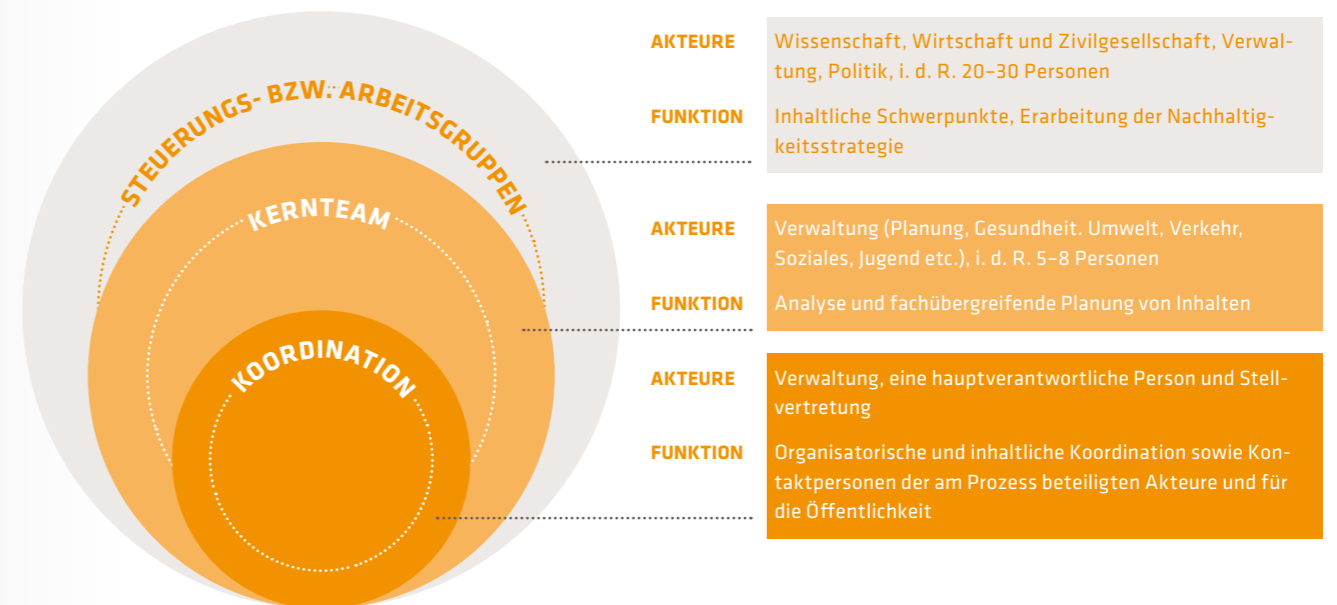 STEUERUNGS- BZW. ARBEITSGRUPPEN
KERNTEAM
KOORDINATION
AKTEURE
Wissenschaft, Wirtschaft und Zivilgesellschaft, Verwal-
tung, Politik, i. d. R. 20–30 Personen
FUNKTION
Inhaltliche Schwerpunkte, Erarbeitung der Nachhaltig-
keitsstrategie
AKTEURE
Verwaltung (Planung, Gesundheit. Umwelt, Verkehr,
Soziales, Jugend etc.), i. d. R. 5–8 Personen
FUNKTION
Analyse und fachübergreifende Planung von Inhalten
AKTEURE
Verwaltung, eine hauptverantwortliche Person und Stell-
vertretung
FUNKTION
Organisatorische und inhaltliche Koordination sowie Kon-
taktpersonen der am Prozess beteiligten Akteure und für
die Öffentlichkeit